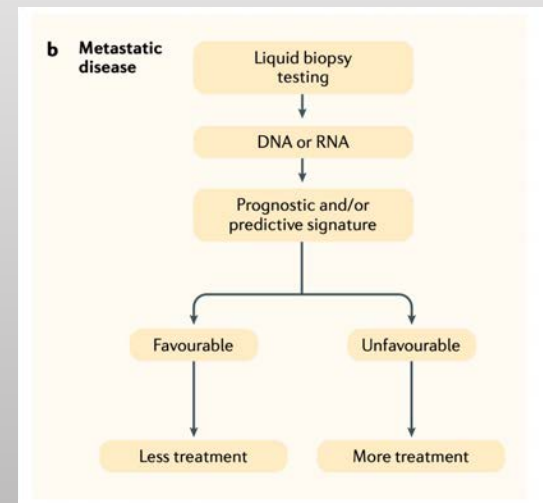 b Metastatic
disease
Liquid biopsy
testing
DNA or RNA
Prognostic and/or
predictive signature
Favourable
Unfavourable
Less treatment
More treatment